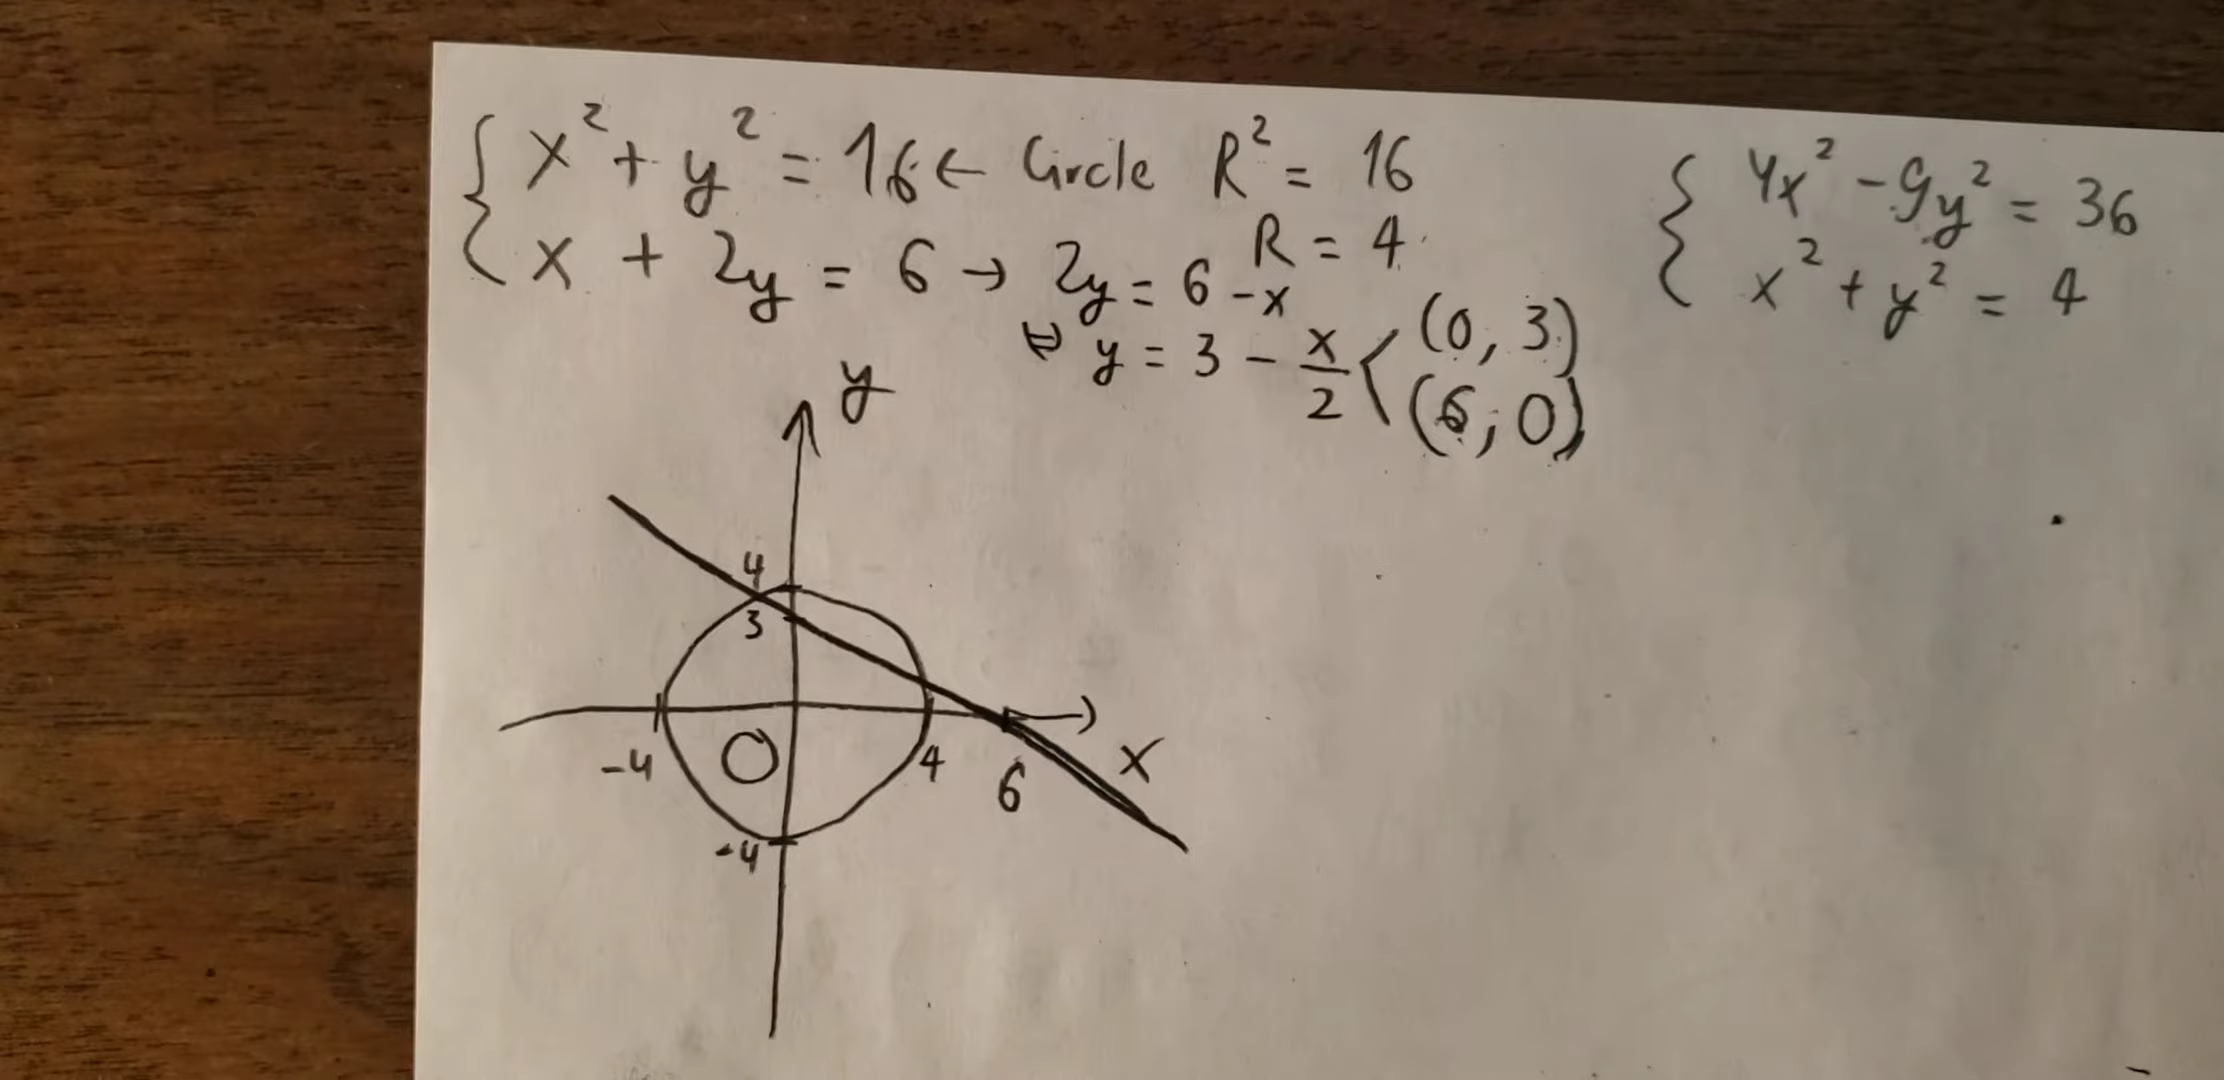 x² + y² = 16 ← Circle R² = 16
R = 4
x + 2y = 6 → 2y = 6 - x
⇔ y = 3 - x/2 < (0, 3)
(6; 0)
4x² - 9y² = 36
x² + y² = 4
y
4
3
-4
O
4
6
x
-4